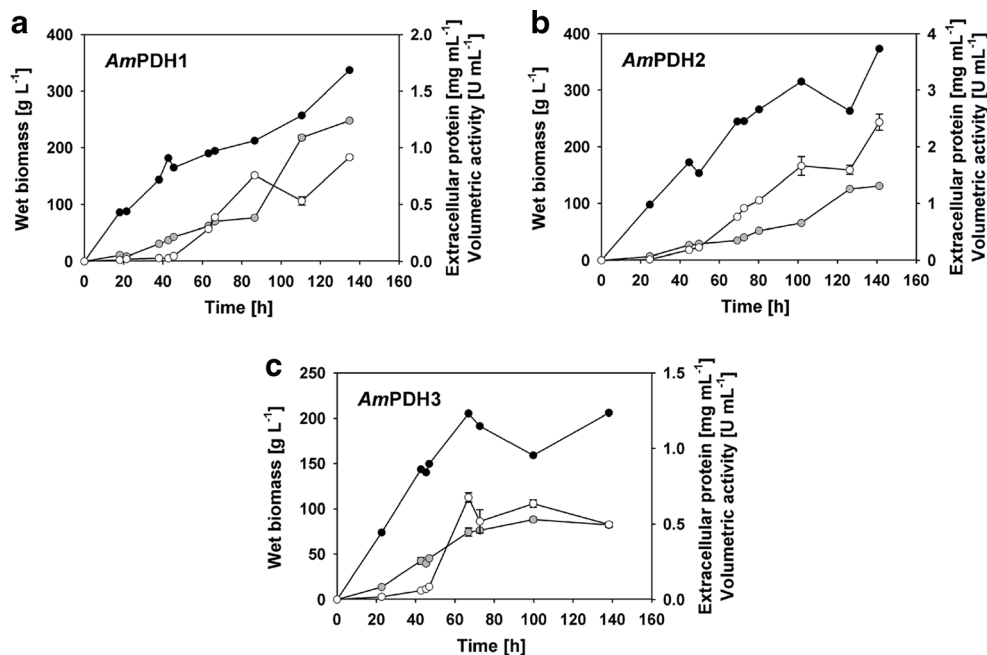 a
AmPDH1
Wet biomass [g L-1]
400
300
200
100
0
2.0
1.5
1.0
0.5
0.0
Extracellular protein [mg mL-1]
Volumetric activity [U mL-1]
0 20 40 60 80 100 120 140 160
Time [h]
b
AmPDH2
Wet biomass [g L-1]
400
300
200
100
0
4
3
2
1
0
Extracellular protein [mg mL-1]
Volumetric activity [U mL-1]
0 20 40 60 80 100 120 140 160
Time [h]
c
AmPDH3
Wet biomass [g L-1]
250
200
150
100
50
0
1.5
1.0
0.5
0.0
Extracellular protein [mg mL-1]
Volumetric activity [U mL-1]
0 20 40 60 80 100 120 140 160
Time [h]